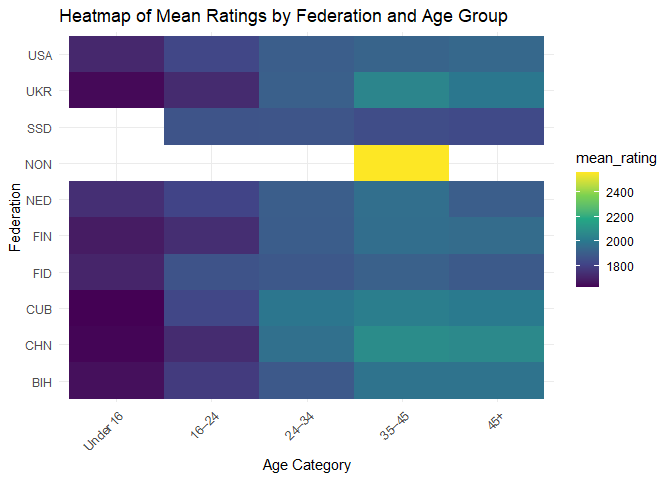 Heatmap of Mean Ratings by Federation and Age Group
USA
UKR
SSD
NON
NED
FIN
FID
CUB
CHN
BIH
Federation
Under 16
16–24
24–34
35–45
45+
Age Category
mean_rating
2400
2200
2000
1800